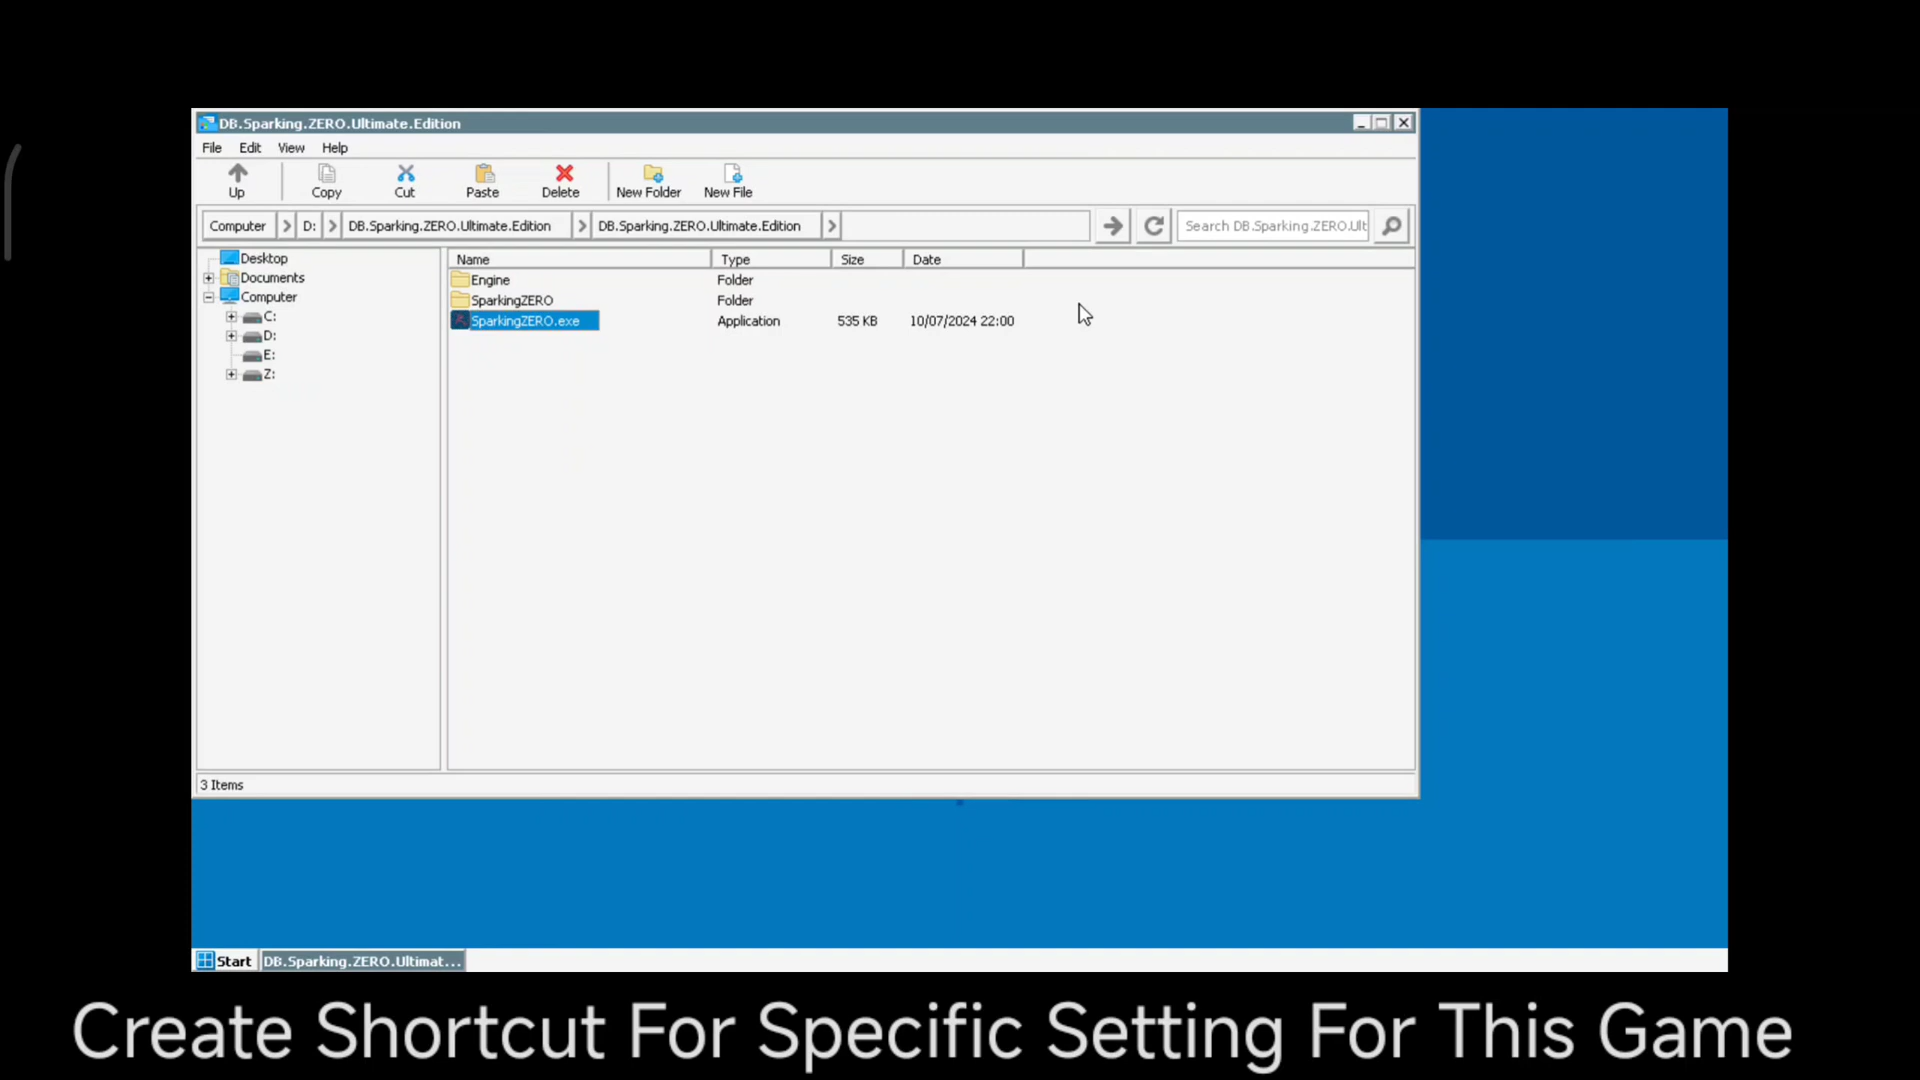 DB.Sparking.ZERO.Ultimate.Edition
File Edit View Help
Up Copy Cut Paste Delete New Folder New File
Computer D: DB.Sparking.ZERO.Ultimate.Edition DB.Sparking.ZERO.Ultimate.Edition Search DB.Sparking.ZERO.Ult
Desktop
Documents
Computer
C:
D:
E:
Z:
Name Type Size Date
Engine Folder
SparkingZERO Folder
SparkingZERO.exe Application 535 KB 10/07/2024 22:00
3 Items
Start DB.Sparking.ZERO.Ultimat...
Create Shortcut For Specific Setting For This Game